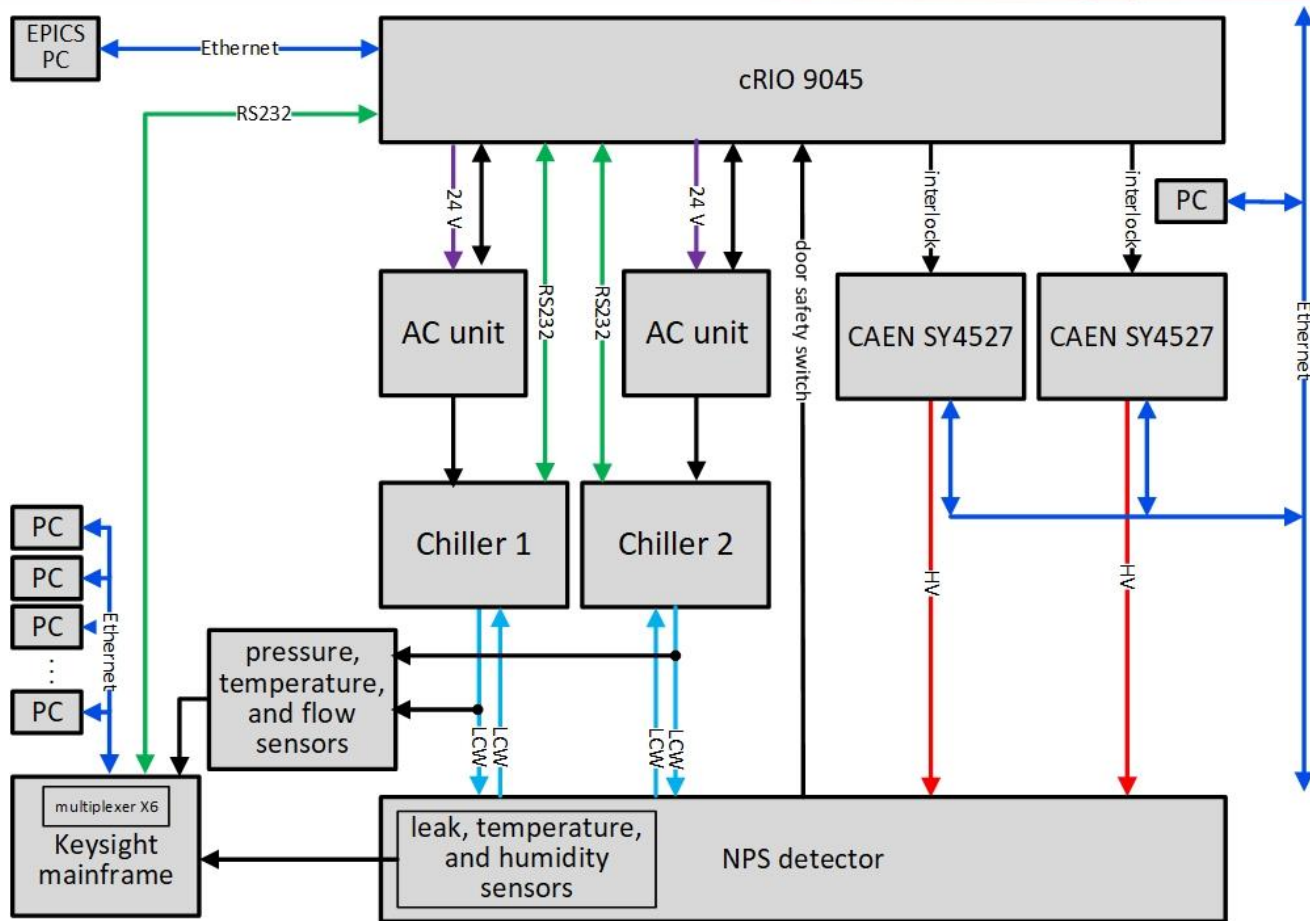 EPICS
PC
Ethernet
cRIO 9045
RS232
24 V
24 V
interlock
interlock
PC
door safety switch
RS232
RS232
AC unit
AC unit
CAEN SY4527
CAEN SY4527
Ethernet
Chiller 1
Chiller 2
PC
PC
PC
⋮
PC
Ethernet
HV
HV
pressure,
temperature,
and flow
sensors
LCW
LCW
LCW
LCW
multiplexer X6
Keysight
mainframe
leak, temperature,
and humidity
sensors
NPS detector